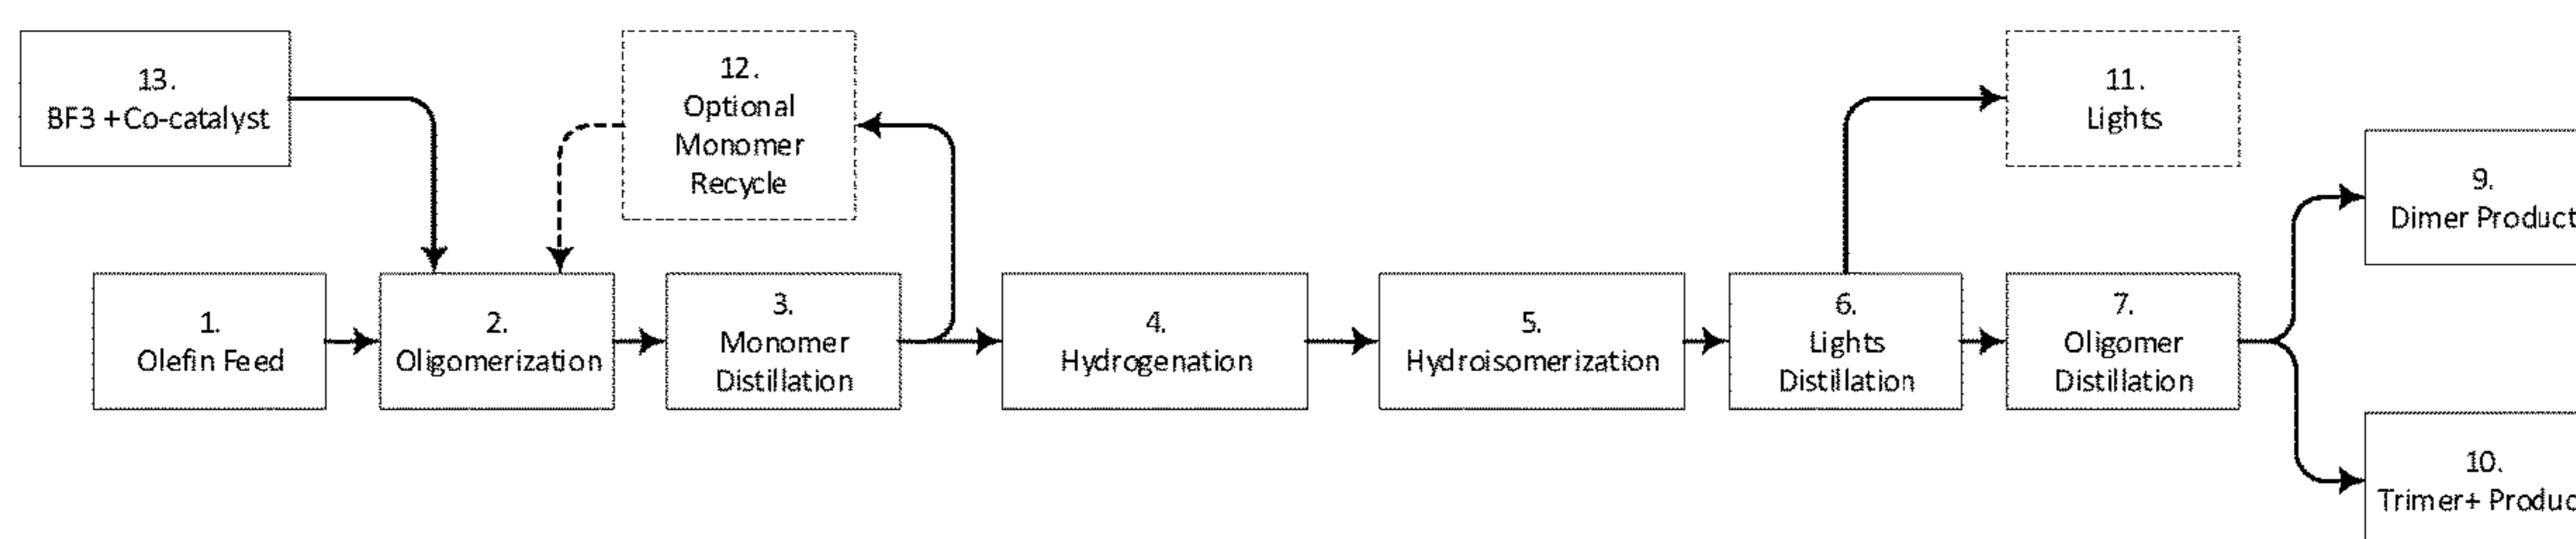 13.
BF3 +Co-catalyst
12.
Optional
Monomer
Recycle
11.
Lights
9.
Dimer Product
1.
Olefin Feed
2.
Oligomerization
3.
Monomer
Distillation
4.
Hydrogenation
5.
Hydroisomerization
6.
Lights
Distillation
7.
Oligomer
Distillation
10.
Trimer+ Produc